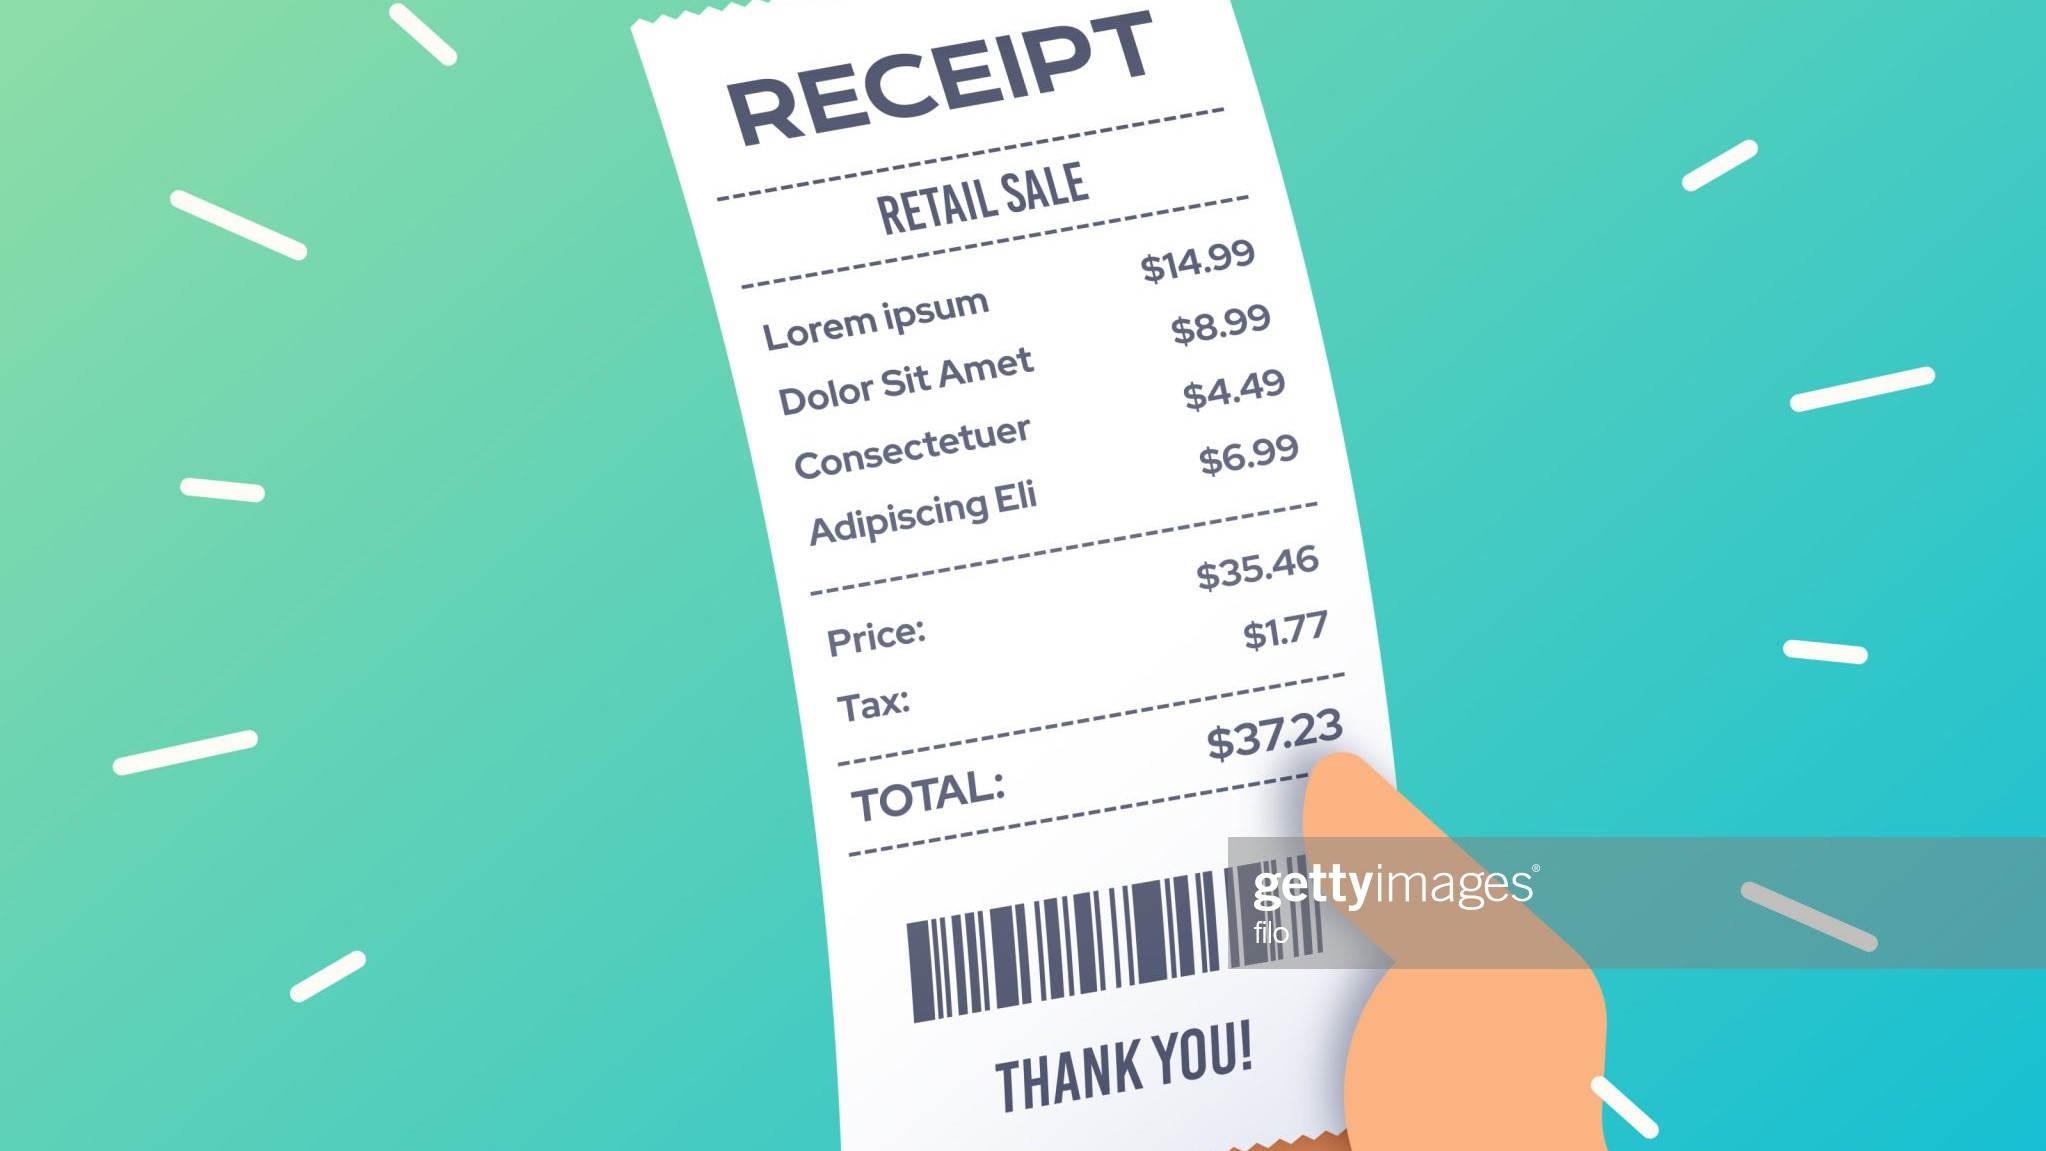 RECEIPT
RETAIL SALE
Lorem ipsum $14.99
Dolor Sit Amet $8.99
Consectetuer $4.49
Adipiscing Eli $6.99
Price: $35.46
Tax: $1.77
TOTAL: $37.23
gettyimages®
filo
THANK YOU!